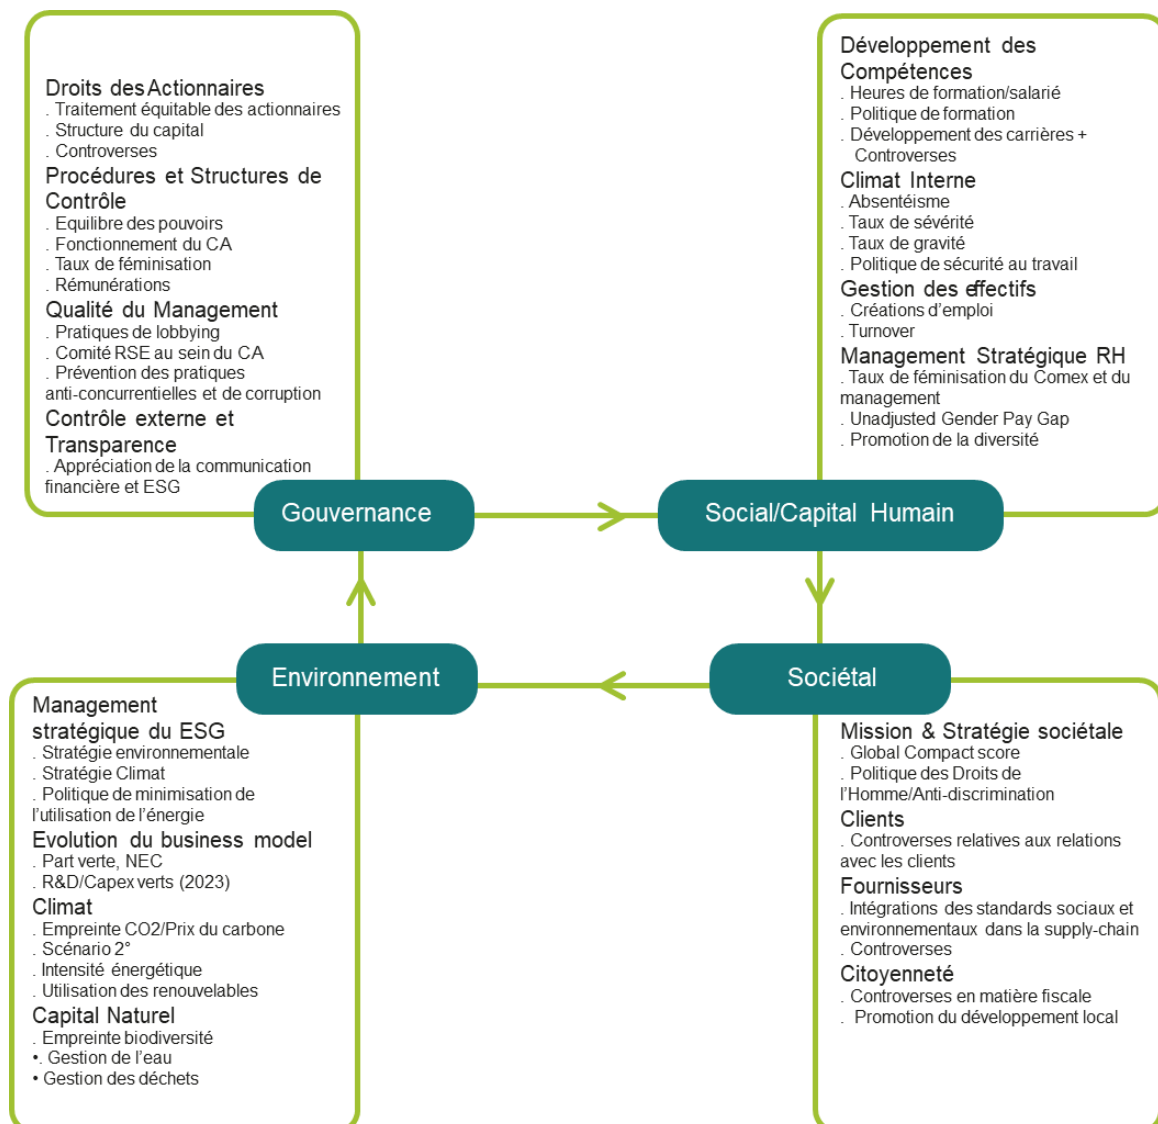 Droits des Actionnaires
. Traitement équitable des actionnaires
. Structure du capital
. Controverses
Procédures et Structures de
Contrôle
. Equilibre des pouvoirs
. Fonctionnement du CA
. Taux de féminisation
. Rémunérations
Qualité du Management
. Pratiques de lobbying
. Comité RSE au sein du CA
. Prévention des pratiques
anti-concurrentielles et de corruption
Contrôle externe et
Transparence
. Appréciation de la communication
financière et ESG
Gouvernance
Développement des
Compétences
. Heures de formation/salarié
. Politique de formation
. Développement des carrières +
Controverses
Climat Interne
. Absentéisme
. Taux de sévérité
. Taux de gravité
. Politique de sécurité au travail
Gestion des effectifs
. Créations d’emploi
. Turnover
Management Stratégique RH
. Taux de féminisation du Comex et du
management
. Unadjusted Gender Pay Gap
. Promotion de la diversité
Social/Capital Humain
Environnement
Management
stratégique du ESG
. Stratégie environnementale
. Stratégie Climat
. Politique de minimisation de
l’utilisation de l’énergie
Evolution du business model
. Part verte, NEC
. R&D/Capex verts (2023)
Climat
. Empreinte CO2/Prix du carbone
. Scénario 2°
. Intensité énergétique
. Utilisation des renouvelables
Capital Naturel
. Empreinte biodiversité
•. Gestion de l’eau
• Gestion des déchets
Sociétal
Mission & Stratégie sociétale
. Global Compact score
. Politique des Droits de
l’Homme/Anti-discrimination
Clients
. Controverses relatives aux relations
avec les clients
Fournisseurs
. Intégrations des standards sociaux et
environnementaux dans la supply-chain
. Controverses
Citoyenneté
. Controverses en matière fiscale
. Promotion du développement local